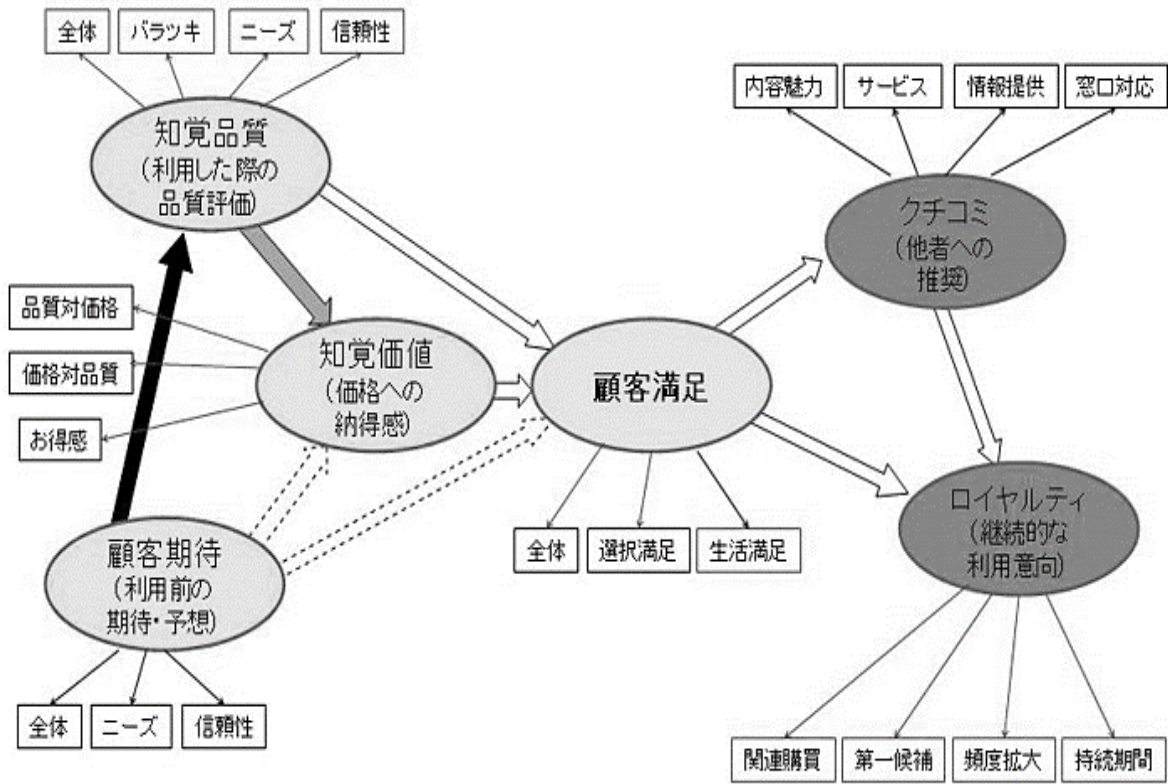 全体
バラツキ
ニーズ
信頼性
知覚品質
(利用した際の
品質評価)
内容魅力
サービス
情報提供
窓口対応
クチコミ
(他者への
推奨)
品質対価格
価格対品質
お得感
知覚価値
(価格への
納得感)
顧客満足
全体
選択満足
生活満足
顧客期待
(利用前の
期待・予想)
全体
ニーズ
信頼性
ロイヤルティ
(継続的な
利用意向)
関連購買
第一候補
頻度拡大
持続期間